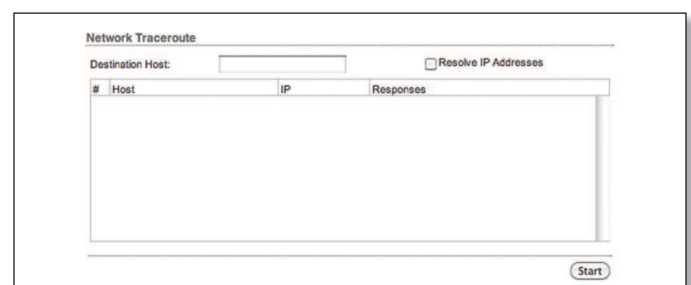 Network Traceroute
Destination Host: Resolve IP Addresses
# Host IP Responses
Start